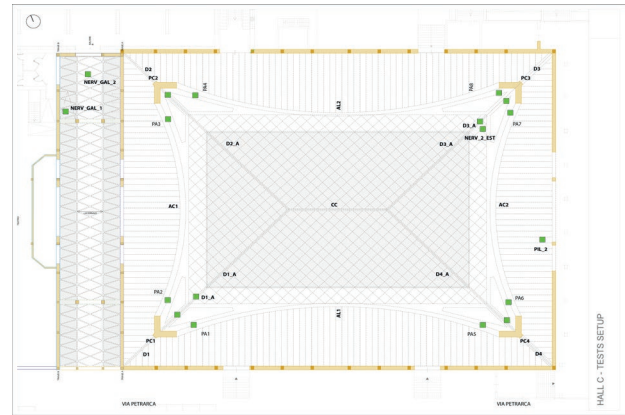 D2
PC2
PA4
AL2
PA8
PC3
D3
NERV_GAL_2
NERV_GAL_1
PA3
D3_A
PA7
NERV_2_EST
D2_A
D3_A
AC1
CC
AC2
PIL_2
D1_A
D4_A
PA2
D1_A
PA6
PC1
PA1
AL1
PA5
PC4
D1
D4
VIA PETRARCA
VIA PETRARCA
HALL C - TESTS SETUP